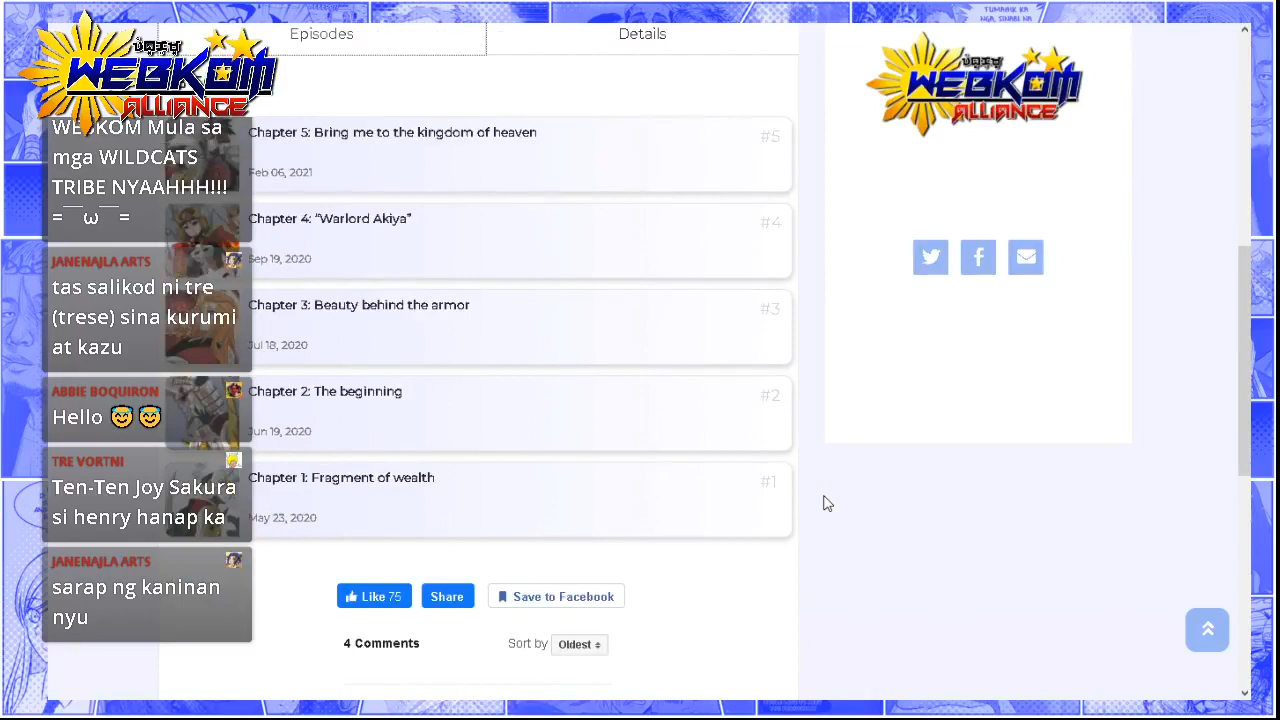 TUMABSK KA
NGA SINABI NA
Episodes
Details
WEBKOM
ALLIANCE
WEBKOM
ALLIANCE
WEBKOM Mula sa
mga WILDCATS
TRIBE NYAAHHH!!!
=￣ω￣=
JANENAJLA ARTS
tas salikod ni tre
(trese) sina kurumi
at kazu
ABBIE BOQUIRON
Hello 😇 😇
TRE VORTNI
Ten-Ten Joy Sakura
si henry hanap ka
JANENAJLA ARTS
sarap ng kaninan
nyu
Chapter 5: Bring me to the kingdom of heaven
#5
Feb 06, 2021
Chapter 4: “Warlord Akiya”
#4
Sep 19, 2020
Chapter 3: Beauty behind the armor
#3
Jul 18, 2020
Chapter 2: The beginning
#2
Jun 19, 2020
Chapter 1: Fragment of wealth
#1
May 23, 2020
Like 75
Share
Save to Facebook
4 Comments
Sort by Oldest